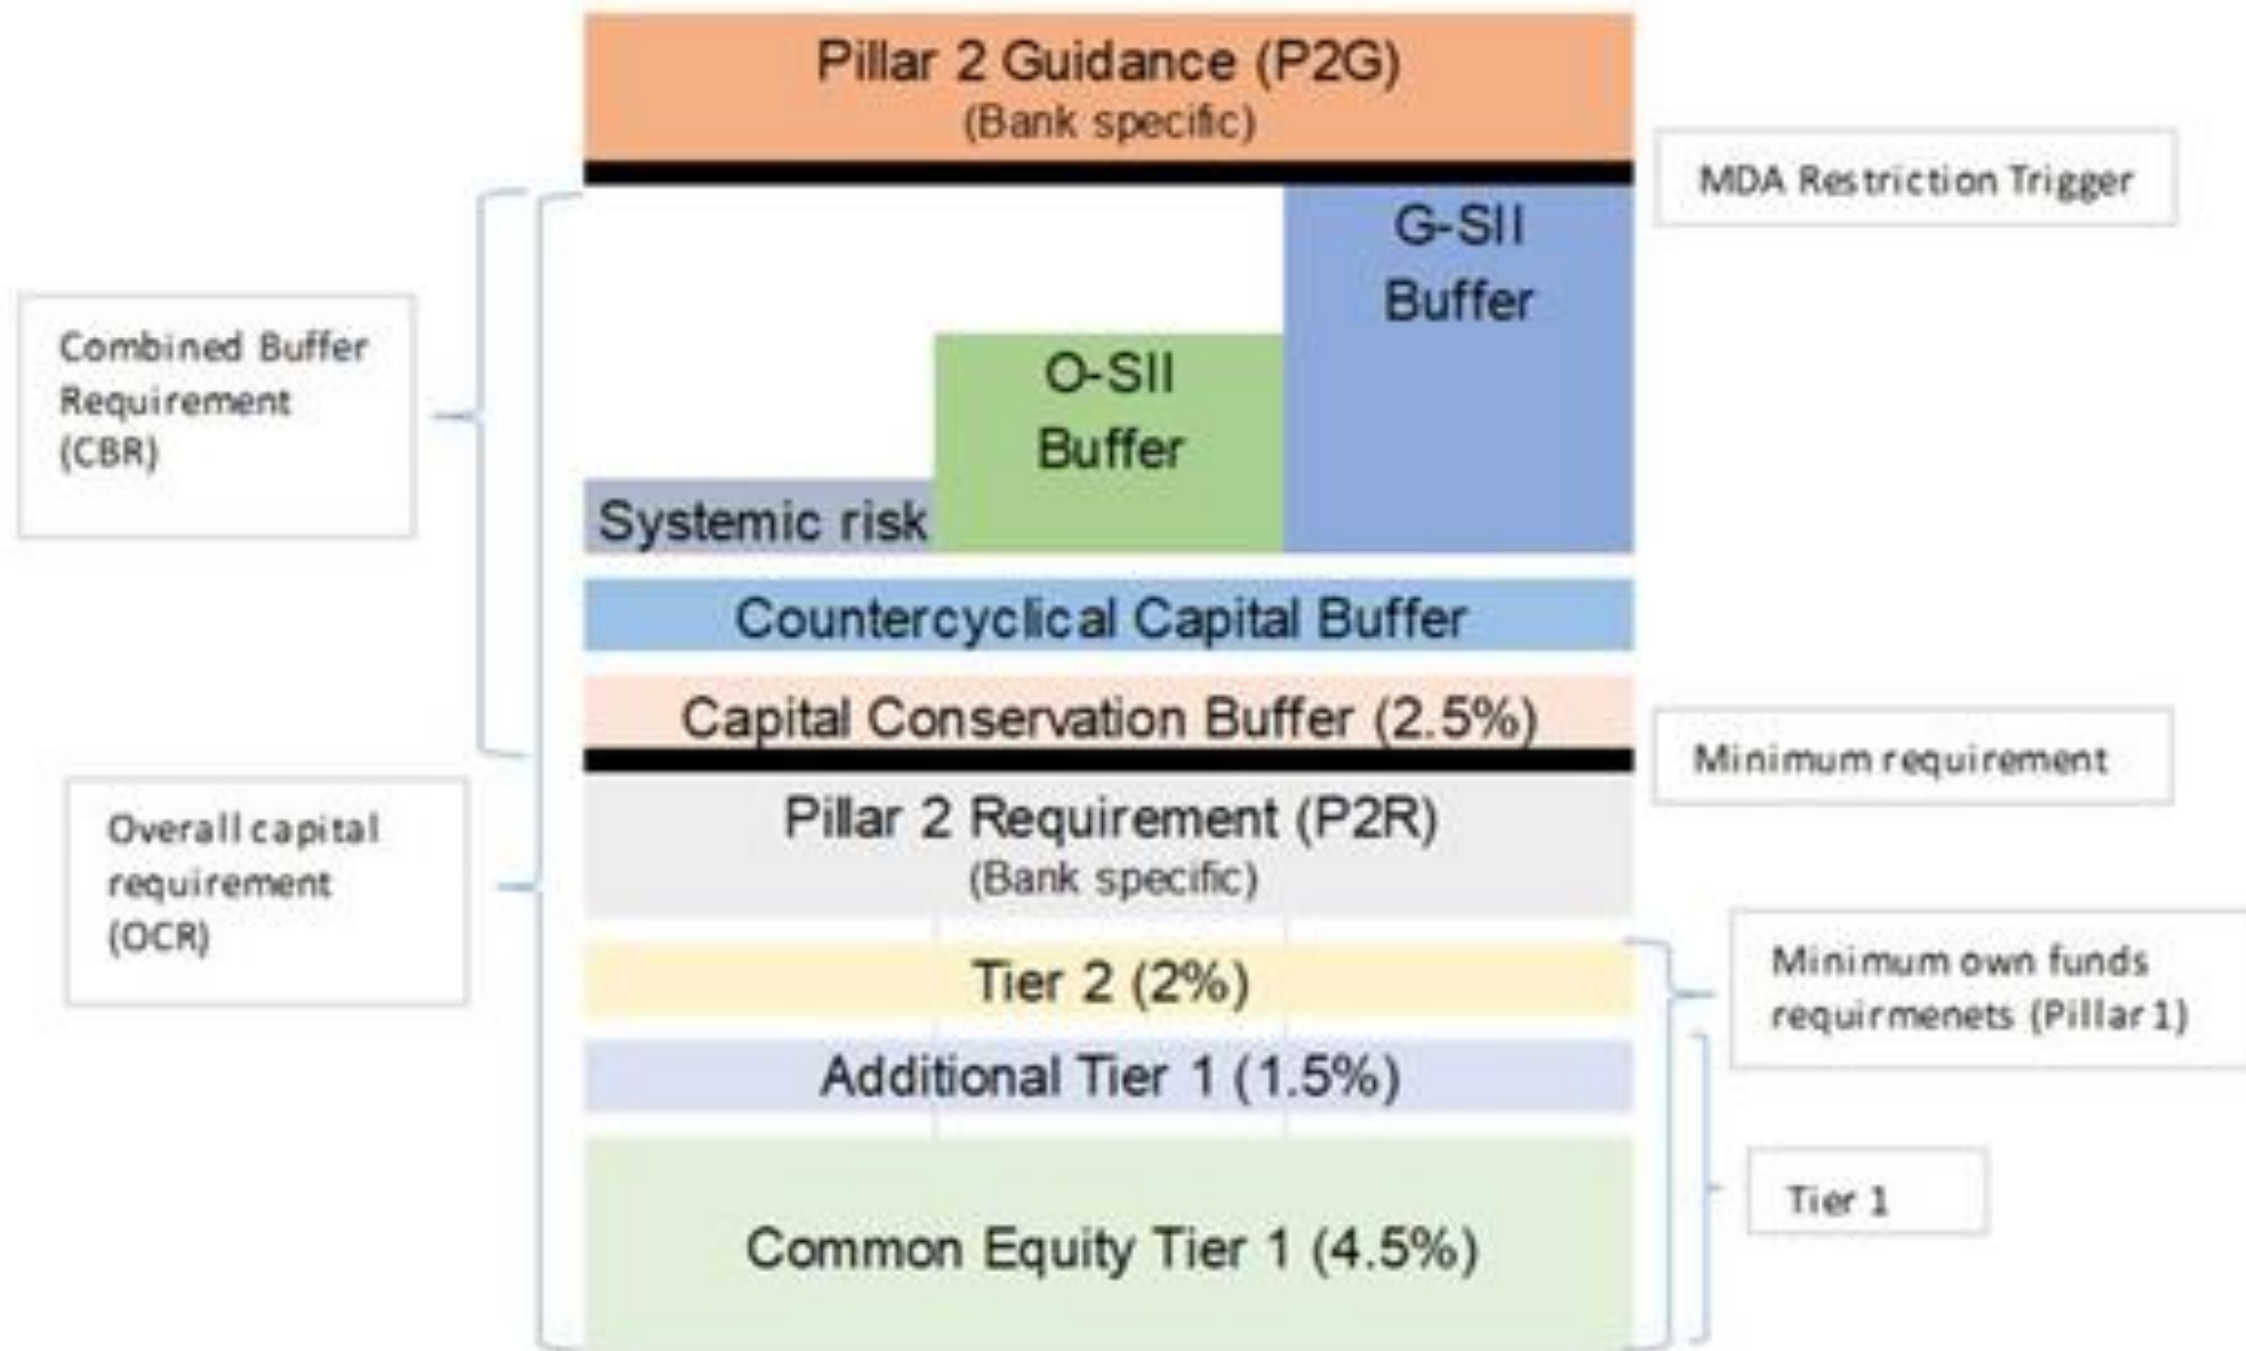 Pillar 2 Guidance (P2G)
(Bank specific)
MDA Restriction Trigger
G-SII
Buffer
Combined Buffer
Requirement
(CBR)
O-SII
Buffer
Systemic risk
Countercyclical Capital Buffer
Capital Conservation Buffer (2.5%)
Minimum requirement
Pillar 2 Requirement (P2R)
(Bank specific)
Overall capital
requirement
(OCR)
Tier 2 (2%)
Minimum own funds
requirmenets (Pillar 1)
Additional Tier 1 (1.5%)
Tier 1
Common Equity Tier 1 (4.5%)